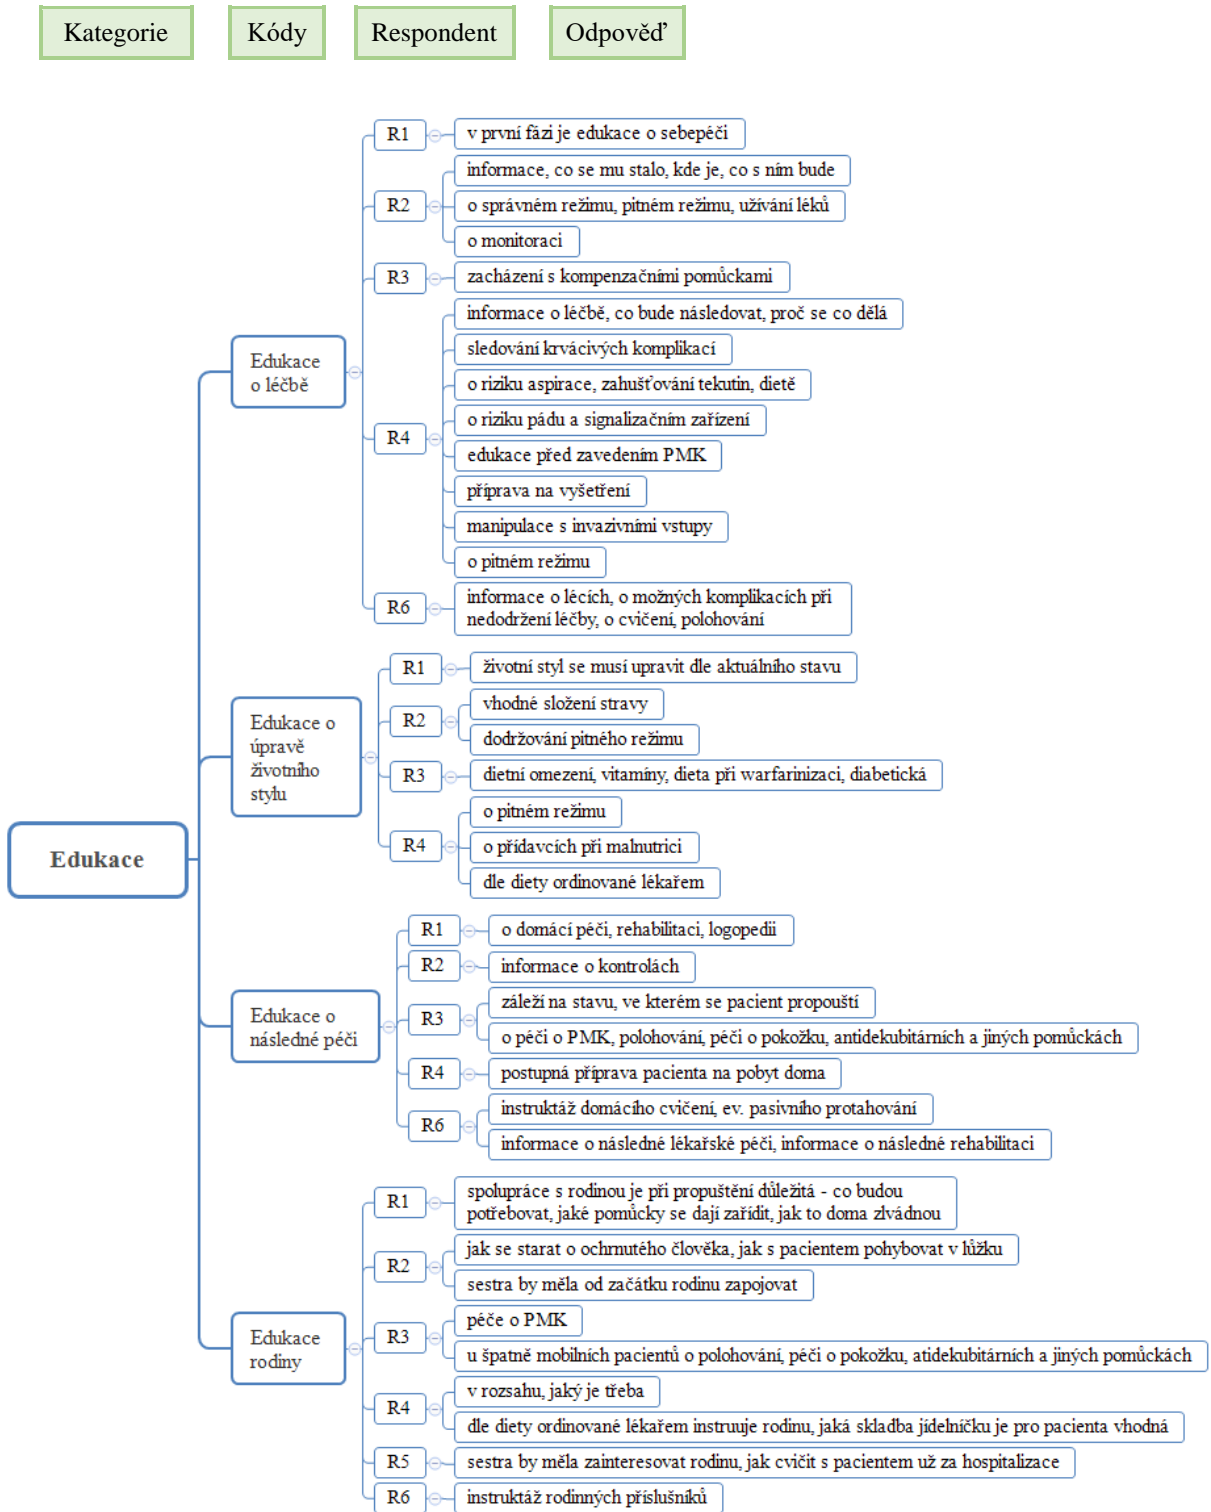 Kategorie
Kódy
Respondent
Odpověď
Edukace
Edukace
o léčbě
R1
v první fázi je edukace o sebepéči
R2
informace, co se mu stalo, kde je, co s ním bude
o správném režimu, pitném režimu, užívání léků
o monitoraci
R3
zacházení s kompenzačními pomůckami
R4
informace o léčbě, co bude následovat, proč se co dělá
sledování krvácivých komplikací
o riziku aspirace, zahušťování tekutin, dietě
o riziku pádu a signalizačním zařízení
edukace před zavedením PMK
příprava na vyšetření
manipulace s invazivními vstupy
o pitném režimu
R6
informace o lécích, o možných komplikacích při
nedodržení léčby, o cvičení, polohování
Edukace o
úpravě
životního
stylu
R1
životní styl se musí upravit dle aktuálního stavu
R2
vhodné složení stravy
dodržování pitného režimu
R3
dietní omezení, vitamíny, dieta při warfarinizaci, diabetická
R4
o pitném režimu
o přídavcích při malnutrici
dle diety ordinované lékařem
Edukace o
následné péči
R1
o domácí péči, rehabilitaci, logopedii
R2
informace o kontrolách
R3
záleží na stavu, ve kterém se pacient propouští
o péči o PMK, polohování, péči o pokožku, antidekubitárních a jiných pomůckách
R4
postupná příprava pacienta na pobyt doma
R6
instruktáž domácího cvičení, ev. pasivního protahování
informace o následné lékařské péči, informace o následné rehabilitaci
Edukace
rodiny
R1
spolupráce s rodinou je při propuštění důležitá - co budou
potřebovat, jaké pomůcky se dají zařídit, jak to doma zlvádnou
R2
jak se starat o ochrnutého člověka, jak s pacientem pohybovat v lůžku
sestra by měla od začátku rodinu zapojovat
R3
péče o PMK
u špatně mobilních pacientů o polohování, péči o pokožku, atidekubitárních a jiných pomůckách
R4
v rozsahu, jaký je třeba
dle diety ordinované lékařem instruuje rodinu, jaká skladba jídelníčku je pro pacienta vhodná
R5
sestra by měla zainteresovat rodinu, jak cvičit s pacientem už za hospitalizace
R6
instruktáž rodinných příslušníků